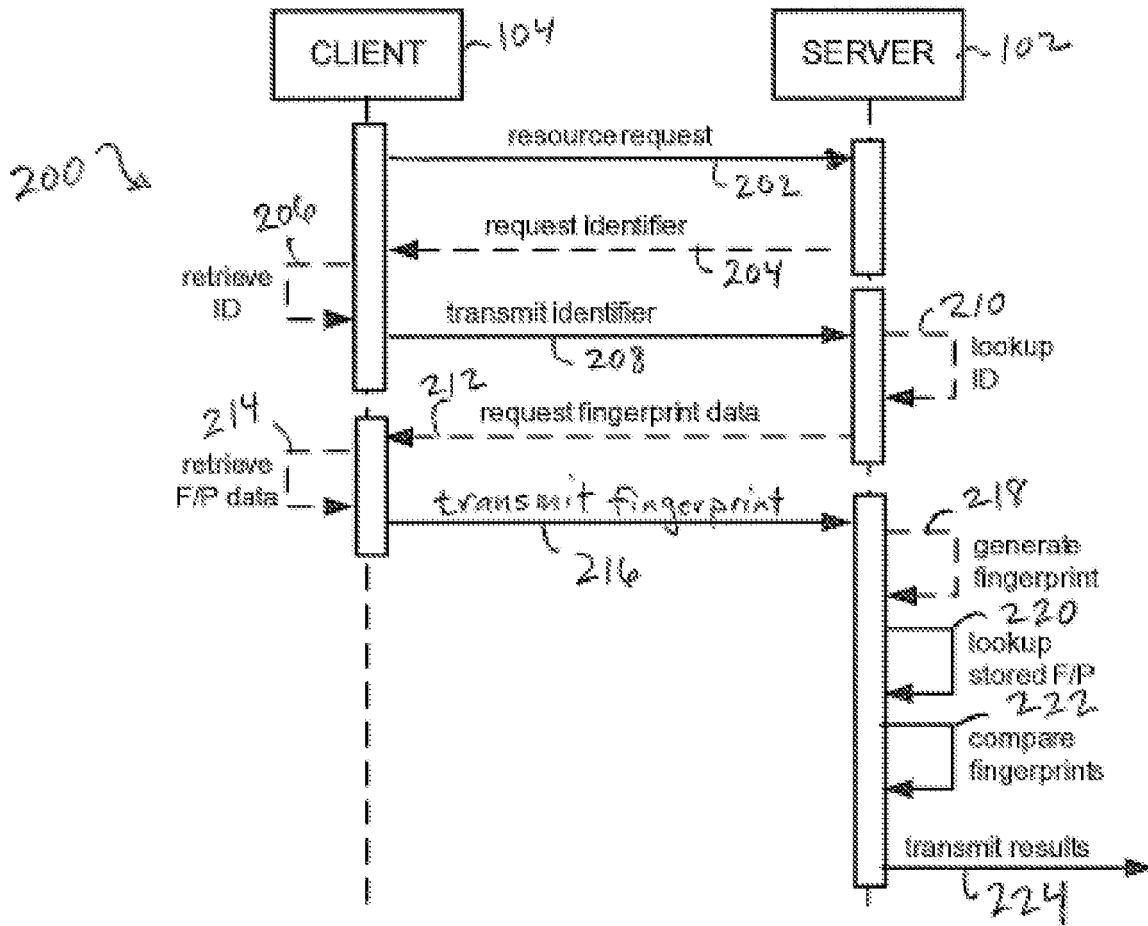 CLIENT
104
SERVER
102
200
resource request
202
206
request identifier
204
retrieve
ID
transmit identifier
208
210
lookup
ID
212
request fingerprint data
214
retrieve
F/P data
transmit fingerprint
216
218
generate
fingerprint
220
lookup
stored F/P
222
compare
fingerprints
transmit results
224